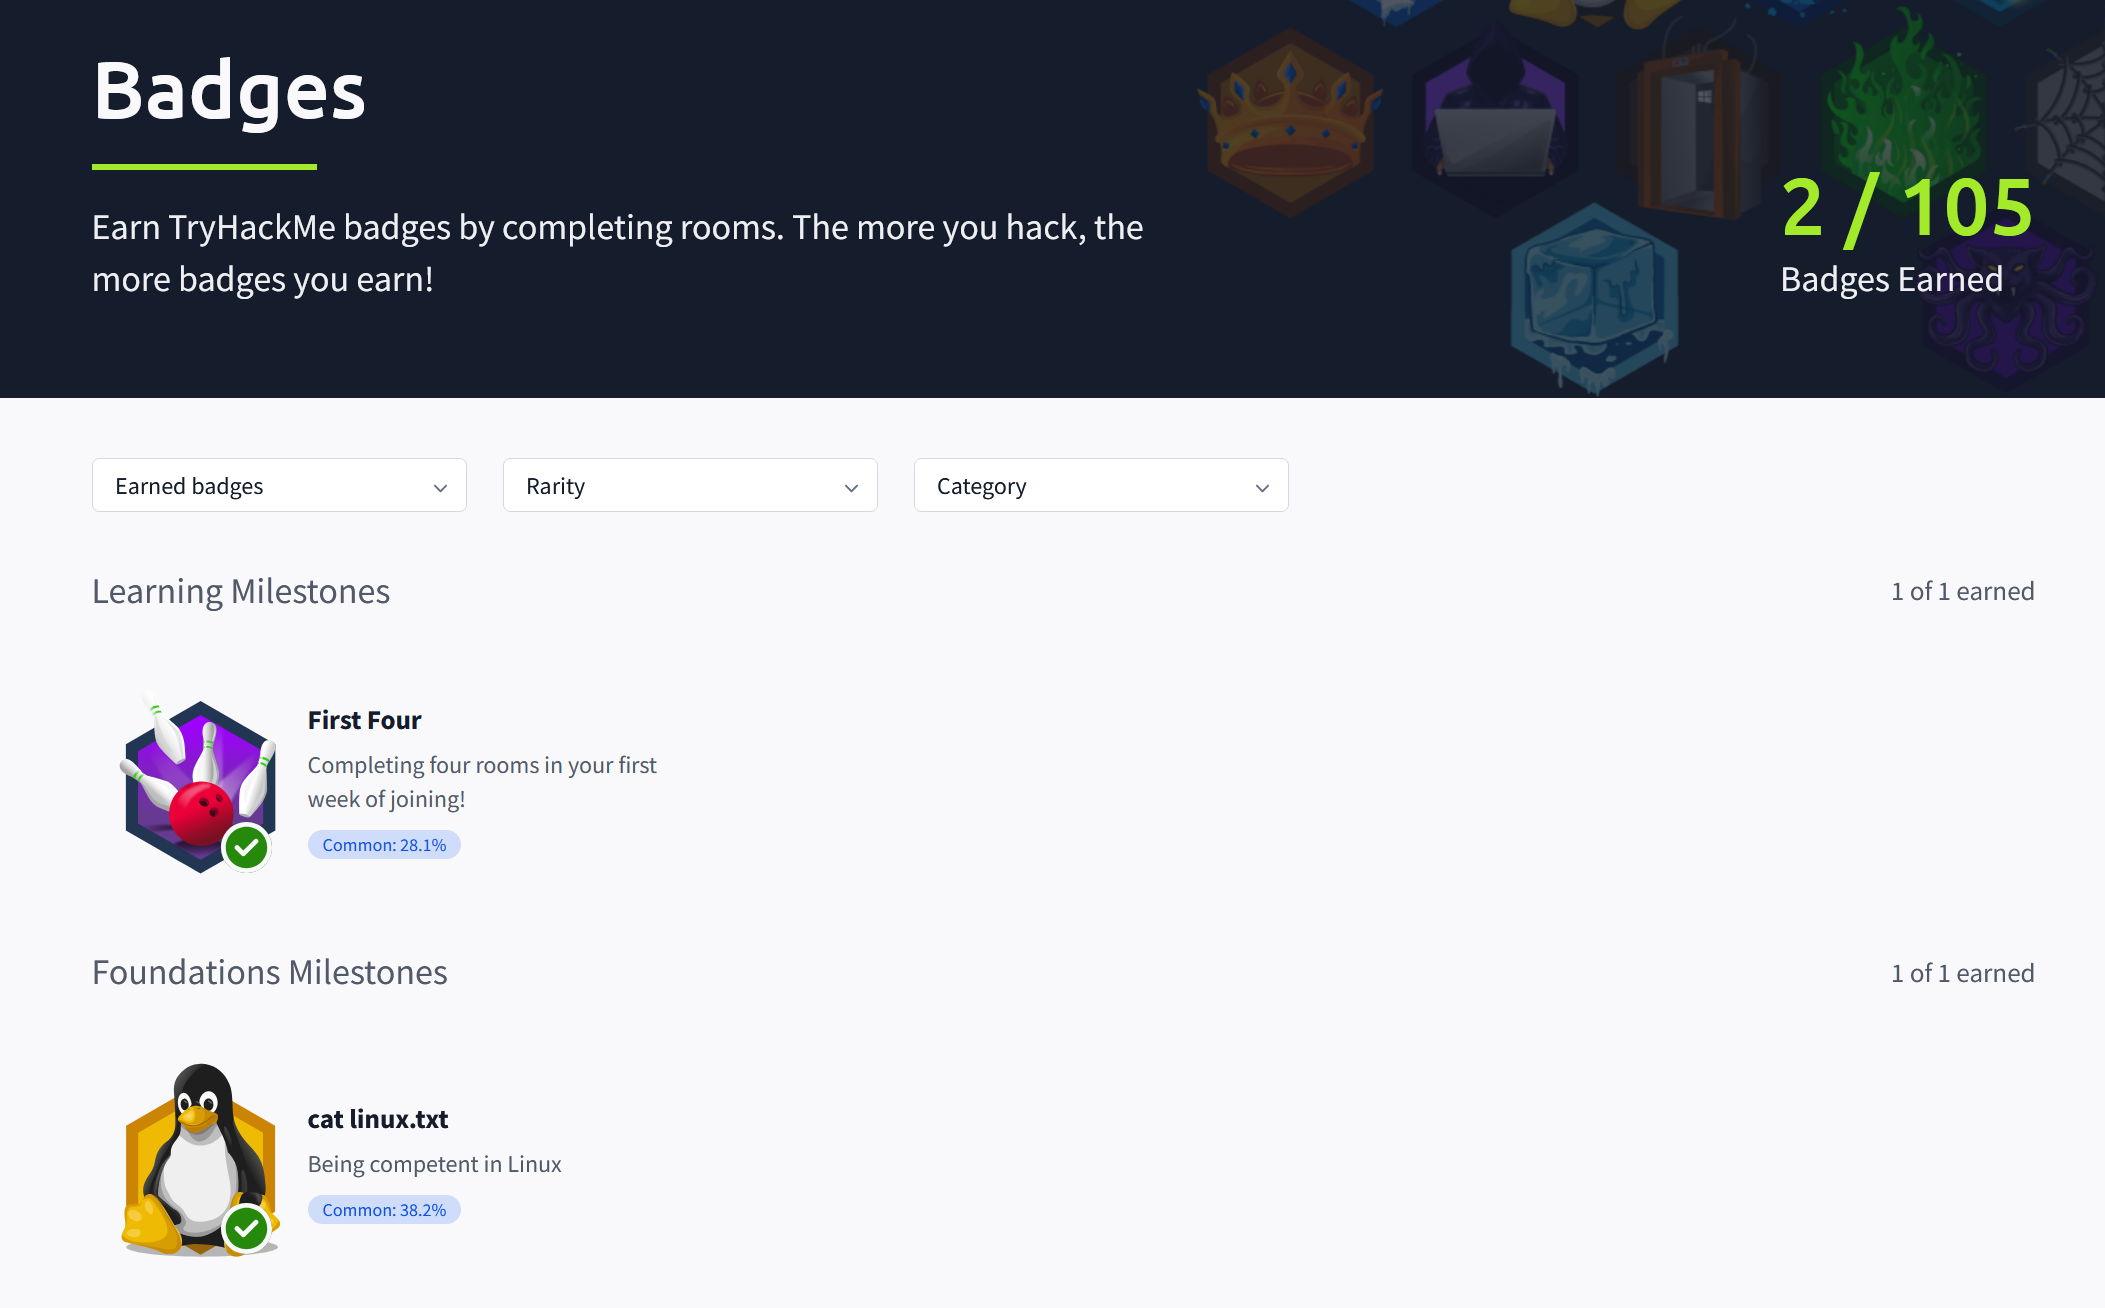 Badges
Earn TryHackMe badges by completing rooms. The more you hack, the
more badges you earn!
2 / 105
Badges Earned
Earned badges
Rarity
Category
Learning Milestones
1 of 1 earned
First Four
Completing four rooms in your first
week of joining!
Common: 28.1%
Foundations Milestones
1 of 1 earned
cat linux.txt
Being competent in Linux
Common: 38.2%